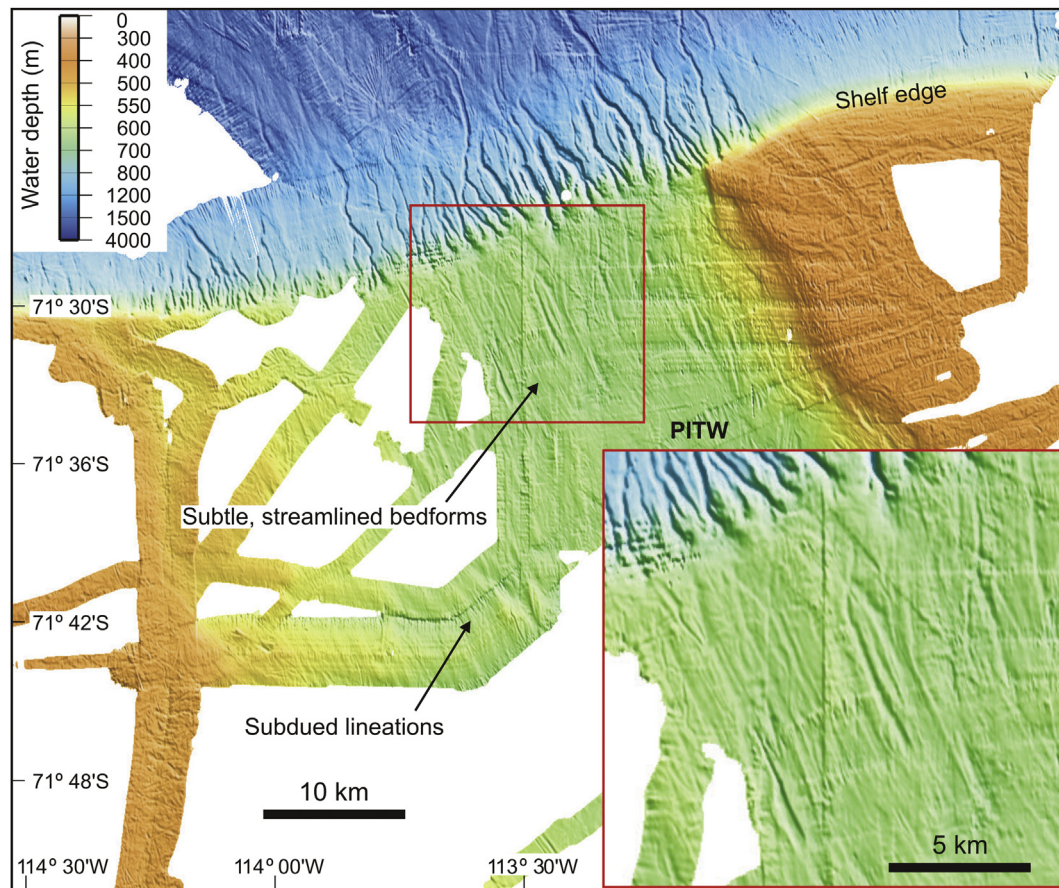 Water depth (m)
0
300
400
500
550
600
700
800
1200
1500
4000
Shelf edge
71° 30'S
71° 36'S
PITW
Subtle, streamlined bedforms
71° 42'S
Subdued lineations
71° 48'S
10 km
5 km
114° 30'W
114° 00'W
113° 30'W